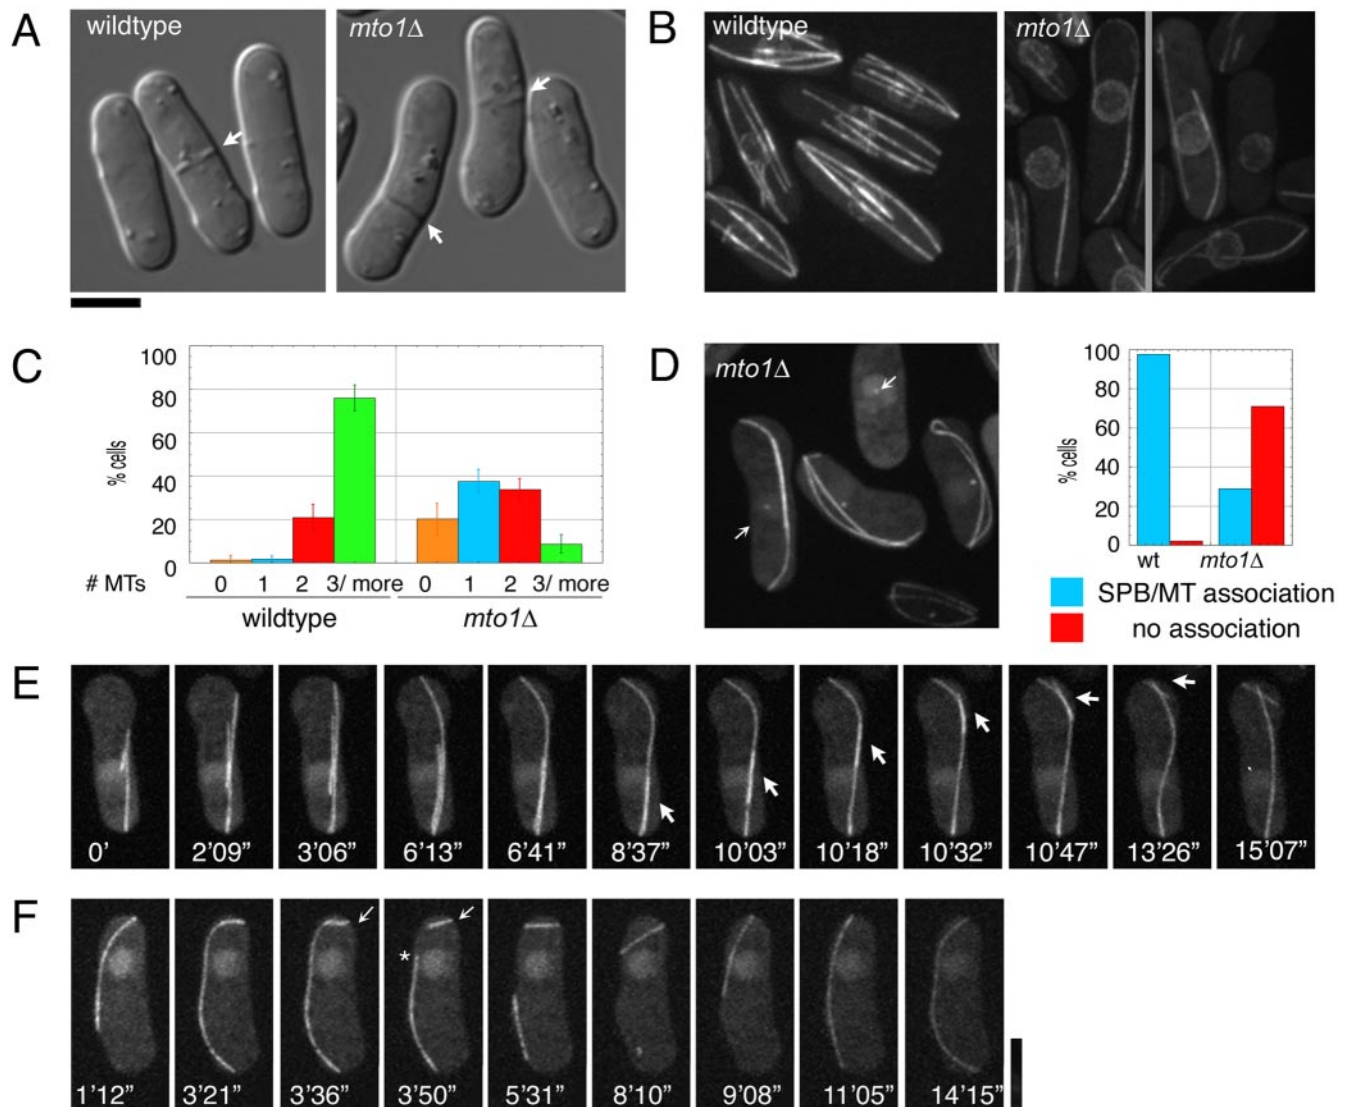 A
wildtype
mto1Δ
B
wildtype
mto1Δ
C
100
80
60
40
20
0
% cells
# MTs
0 1 2 3/ more
0 1 2 3/ more
wildtype
mto1Δ
D
mto1Δ
100
80
60
40
20
0
% cells
wt
mto1Δ
SPB/MT association
no association
E
0’ 2’09” 3’06” 6’13” 6’41” 8’37” 10’03” 10’18” 10’32” 10’47” 13’26” 15’07”
F
*
1’12” 3’21” 3’36” 3’50” 5’31” 8’10” 9’08” 11’05” 14’15”